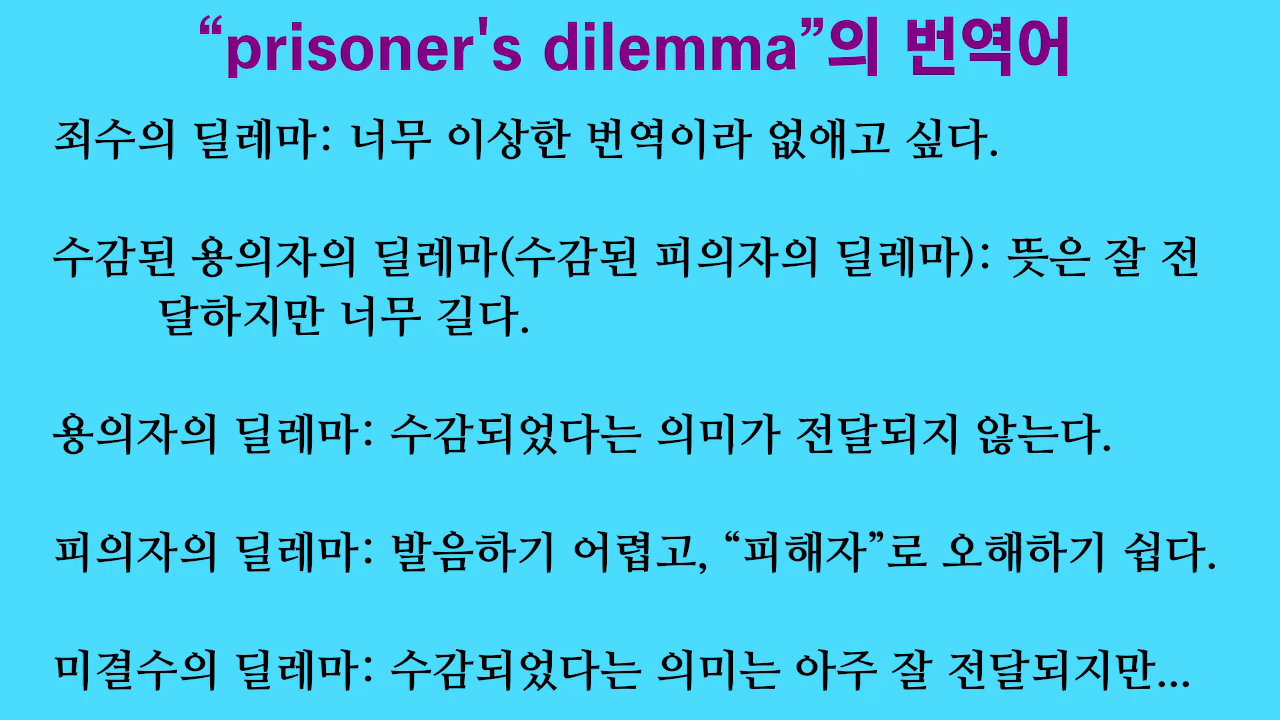 “prisoner's dilemma”의 번역어
죄수의 딜레마: 너무 이상한 번역이라 없애고 싶다.
수감된 용의자의 딜레마(수감된 피의자의 딜레마): 뜻은 잘 전
달하지만 너무 길다.
용의자의 딜레마: 수감되었다는 의미가 전달되지 않는다.
피의자의 딜레마: 발음하기 어렵고, “피해자”로 오해하기 쉽다.
미결수의 딜레마: 수감되었다는 의미는 아주 잘 전달되지만...